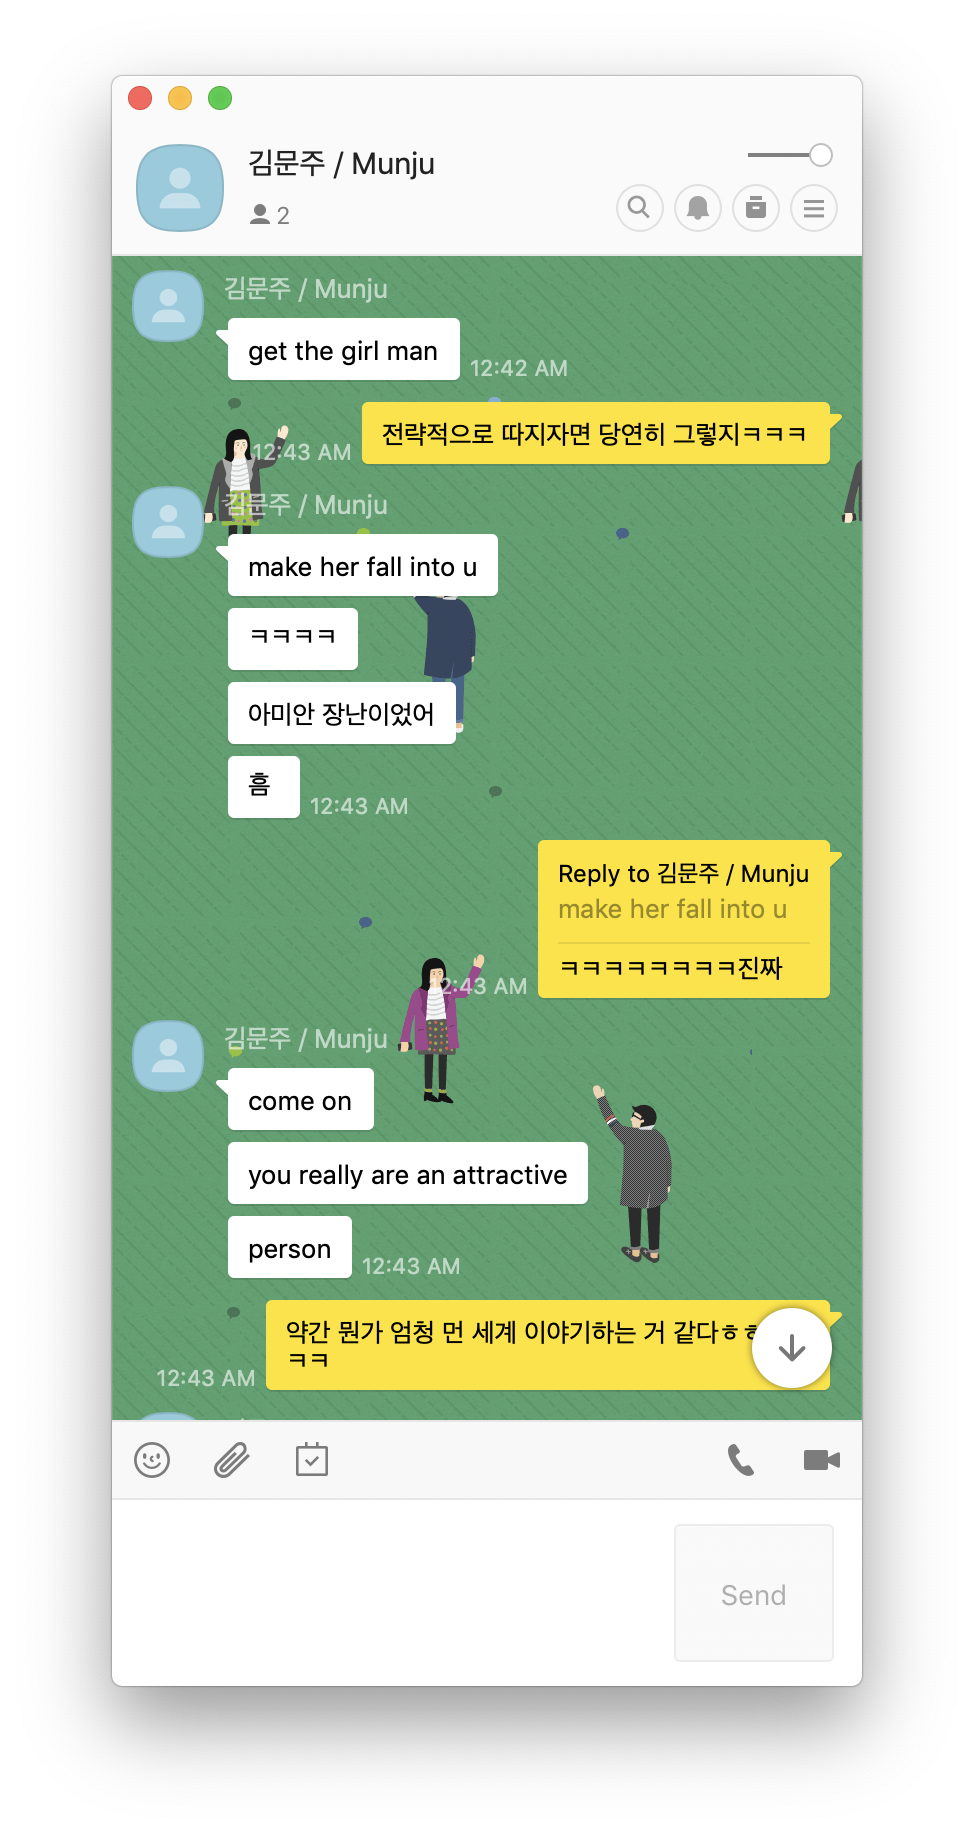 김문주 / Munju
2
김문주 / Munju
get the girl man
12:42 AM
전략적으로 따지자면 당연히 그렇지ㅋㅋㅋ
12:43 AM
김문주 / Munju
make her fall into u
ㅋㅋㅋㅋ
아미안 장난이었어
흠
12:43 AM
Reply to 김문주 / Munju
make her fall into u
ㅋㅋㅋㅋㅋㅋㅋㅋ진짜
2:43 AM
김문주 / Munju
come on
you really are an attractive
person
12:43 AM
약간 뭔가 엄청 먼 세계 이야기하는 거 같다ㅎㅎ
ㅋㅋ
12:43 AM
Send